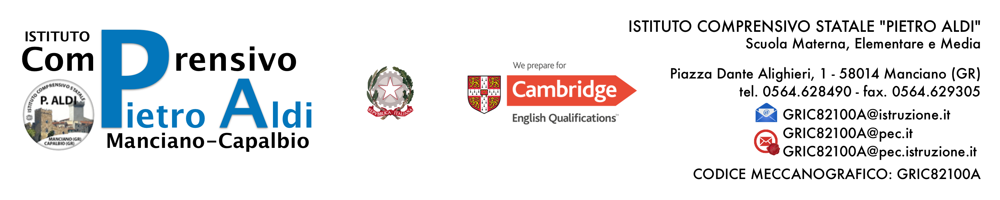 ISTITUTO
ComPrensivo
Pietro Aldi
Manciano-Capalbio
ISTITUTO COMPRENSIVO STATALE
P. ALDI
MANCIANO (GR)
CAPALBIO (GR)
REPVBBLICA ITALIANA
We prepare for
Cambridge
English Qualifications™
ISTITUTO COMPRENSIVO STATALE "PIETRO ALDI"
Scuola Materna, Elementare e Media
Piazza Dante Alighieri, 1 - 58014 Manciano (GR)
tel. 0564.628490 - fax. 0564.629305
@ GRIC82100A@istruzione.it
GRIC82100A@pec.it
PEC GRIC82100A@pec.istruzione.it
CODICE MECCANOGRAFICO: GRIC82100A